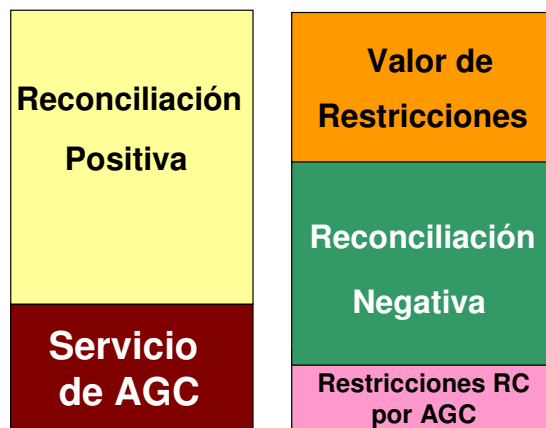 Reconciliación
Positiva
Servicio
de AGC
Valor de
Restricciones
Reconciliación
Negativa
Restricciones RC
por AGC